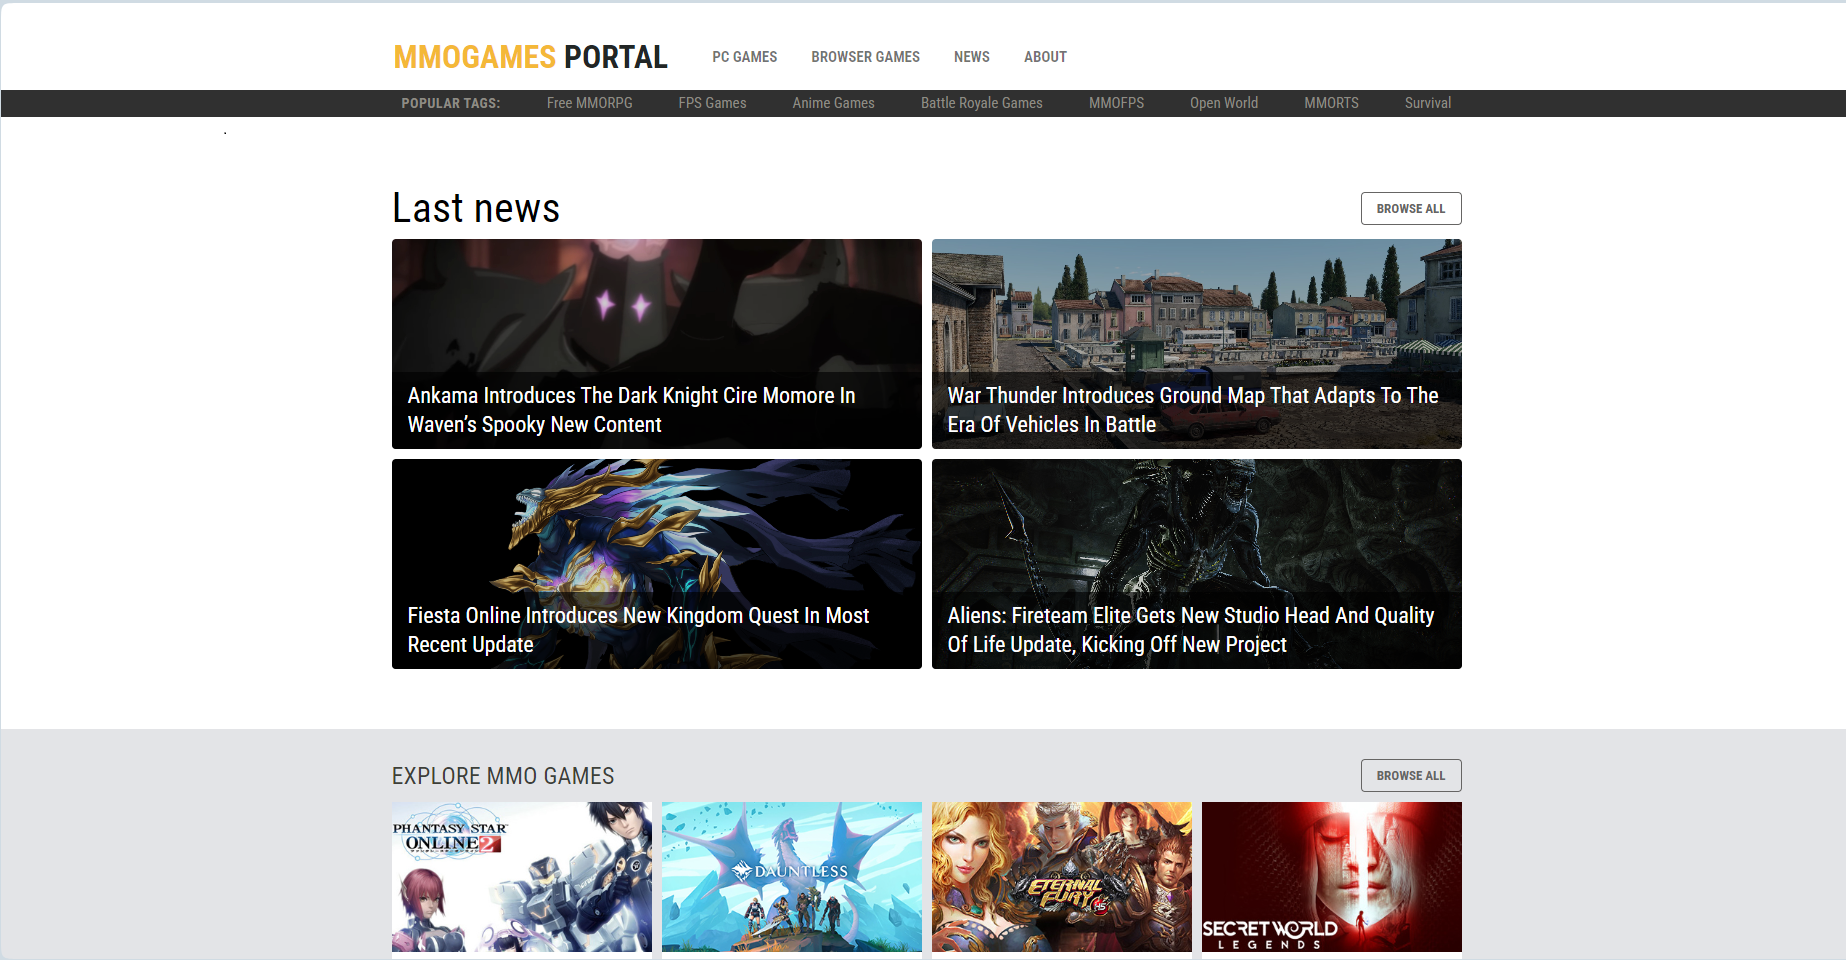 MMOGAMES PORTAL
PC GAMES
BROWSER GAMES
NEWS
ABOUT
POPULAR TAGS:
Free MMORPG
FPS Games
Anime Games
Battle Royale Games
MMOFPS
Open World
MMORTS
Survival
.
Last news
BROWSE ALL
Ankama Introduces The Dark Knight Cire Momore In
Waven’s Spooky New Content
War Thunder Introduces Ground Map That Adapts To The
Era Of Vehicles In Battle
Fiesta Online Introduces New Kingdom Quest In Most
Recent Update
Aliens: Fireteam Elite Gets New Studio Head And Quality
Of Life Update, Kicking Off New Project
EXPLORE MMO GAMES
BROWSE ALL
PHANTASY STAR
ONLINE 2
DAUNTLESS
ETERNAL
FURY
SECRET WORLD
LEGENDS